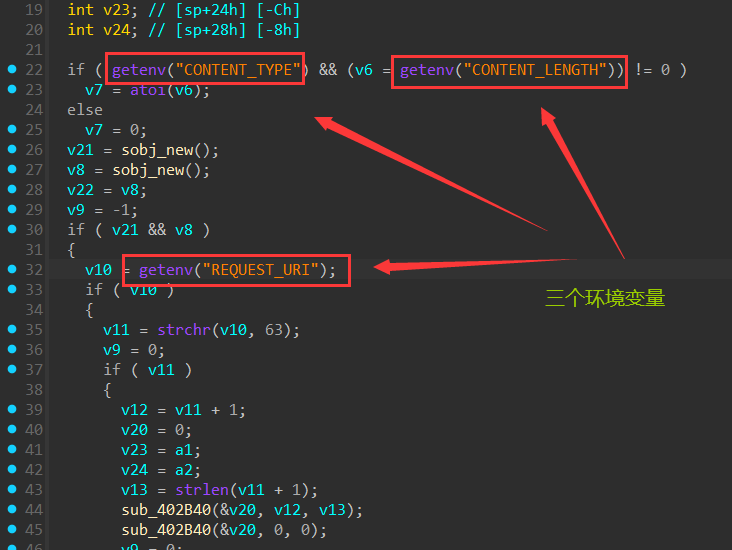 19 int v23; // [sp+24h] [-Ch]
20 int v24; // [sp+28h] [-8h]
21
22 if ( getenv("CONTENT_TYPE") && (v6 = getenv("CONTENT_LENGTH")) != 0 )
23 v7 = atoi(v6);
24 else
25 v7 = 0;
26 v21 = sobj_new();
27 v8 = sobj_new();
28 v22 = v8;
29 v9 = -1;
30 if ( v21 && v8 )
31 {
32 v10 = getenv("REQUEST_URI");
33 if ( v10 )
三个环境变量
34 {
35 v11 = strchr(v10, 63);
36 v9 = 0;
37 if ( v11 )
38 {
39 v12 = v11 + 1;
40 v20 = 0;
41 v23 = a1;
42 v24 = a2;
43 v13 = strlen(v11 + 1);
44 sub_402B40(&v20, v12, v13);
45 sub_402B40(&v20, 0, 0);
46 v9 = 0;